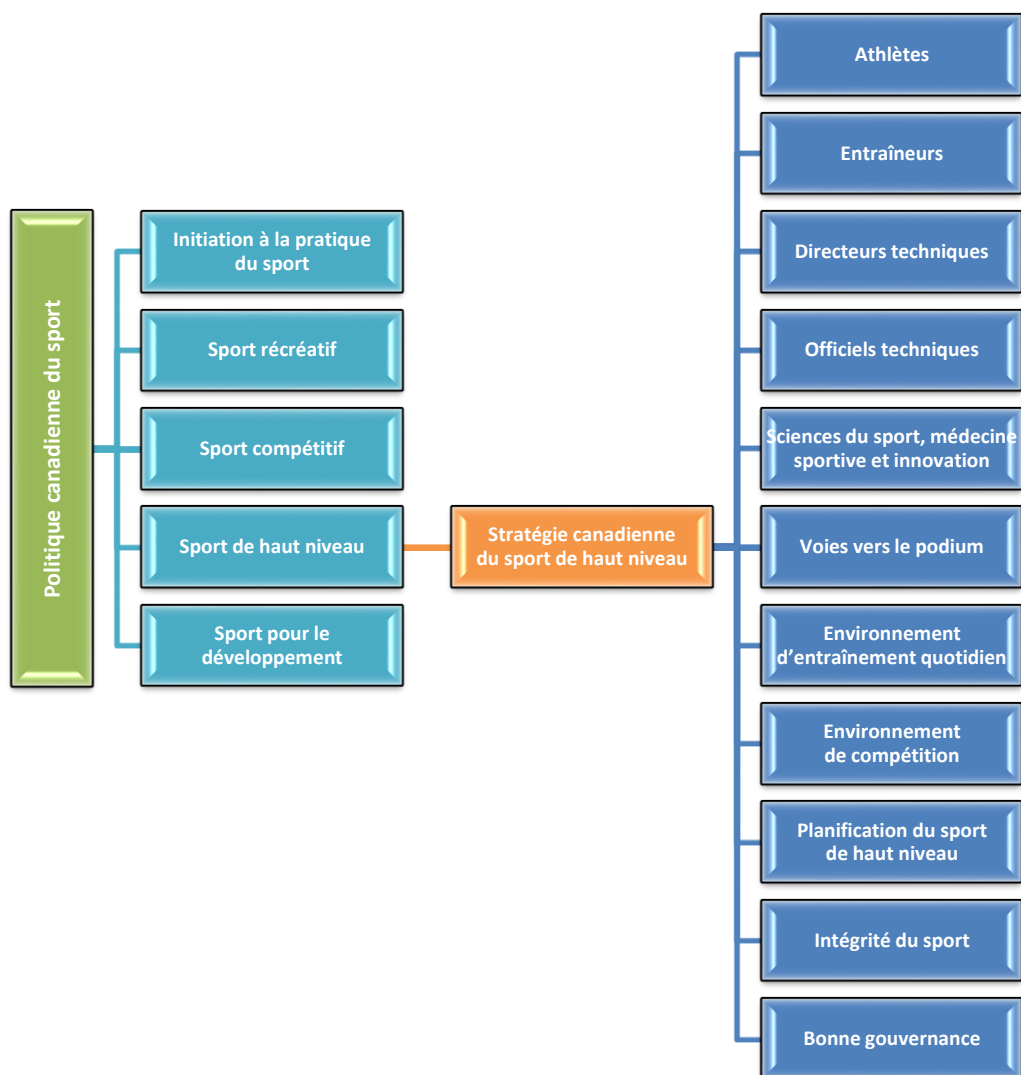 Politique canadienne du sport
Initiation à la pratique
du sport
Sport récréatif
Sport compétitif
Sport de haut niveau
Sport pour le
développement
Stratégie canadienne
du sport de haut niveau
Athlètes
Entraîneurs
Directeurs techniques
Officiels techniques
Sciences du sport, médecine
sportive et innovation
Voies vers le podium
Environnement
d’entraînement quotidien
Environnement
de compétition
Planification du sport
de haut niveau
Intégrité du sport
Bonne gouvernance